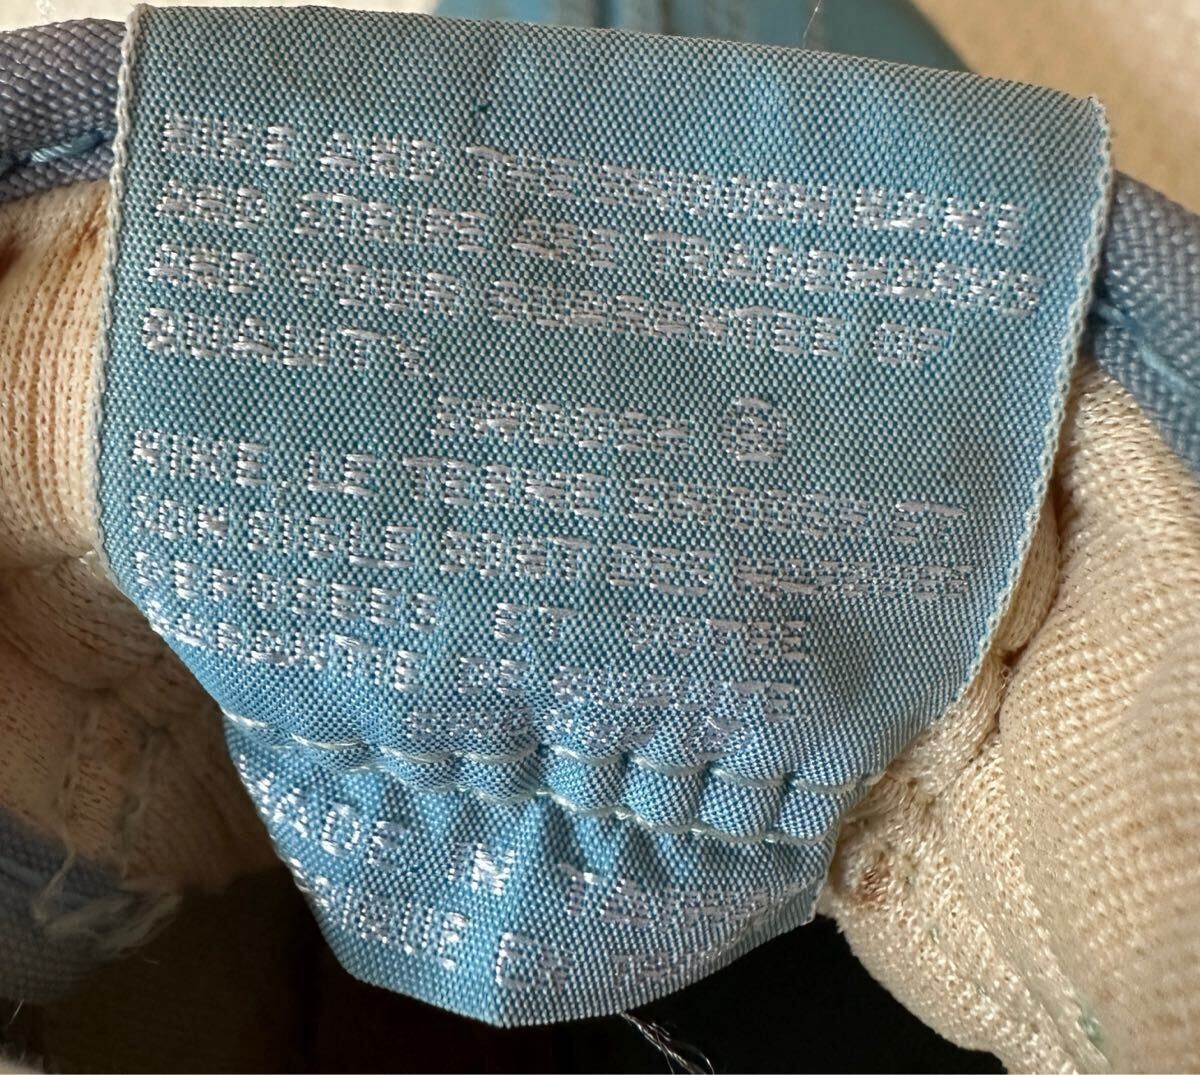 NIKE AND THE SWOOSH NAME
AND STRIPE ARE TRADEMARKS
AND YOUR GUARANTEE OF
QUALITY.
SWOOSH ®
NIKE, LE TERME SWOOSH ET
SON SIGLE SONT DES MARQUES
DEPOSEES ET VOTRE
GARANTIE DE QUALITE
MADE IN